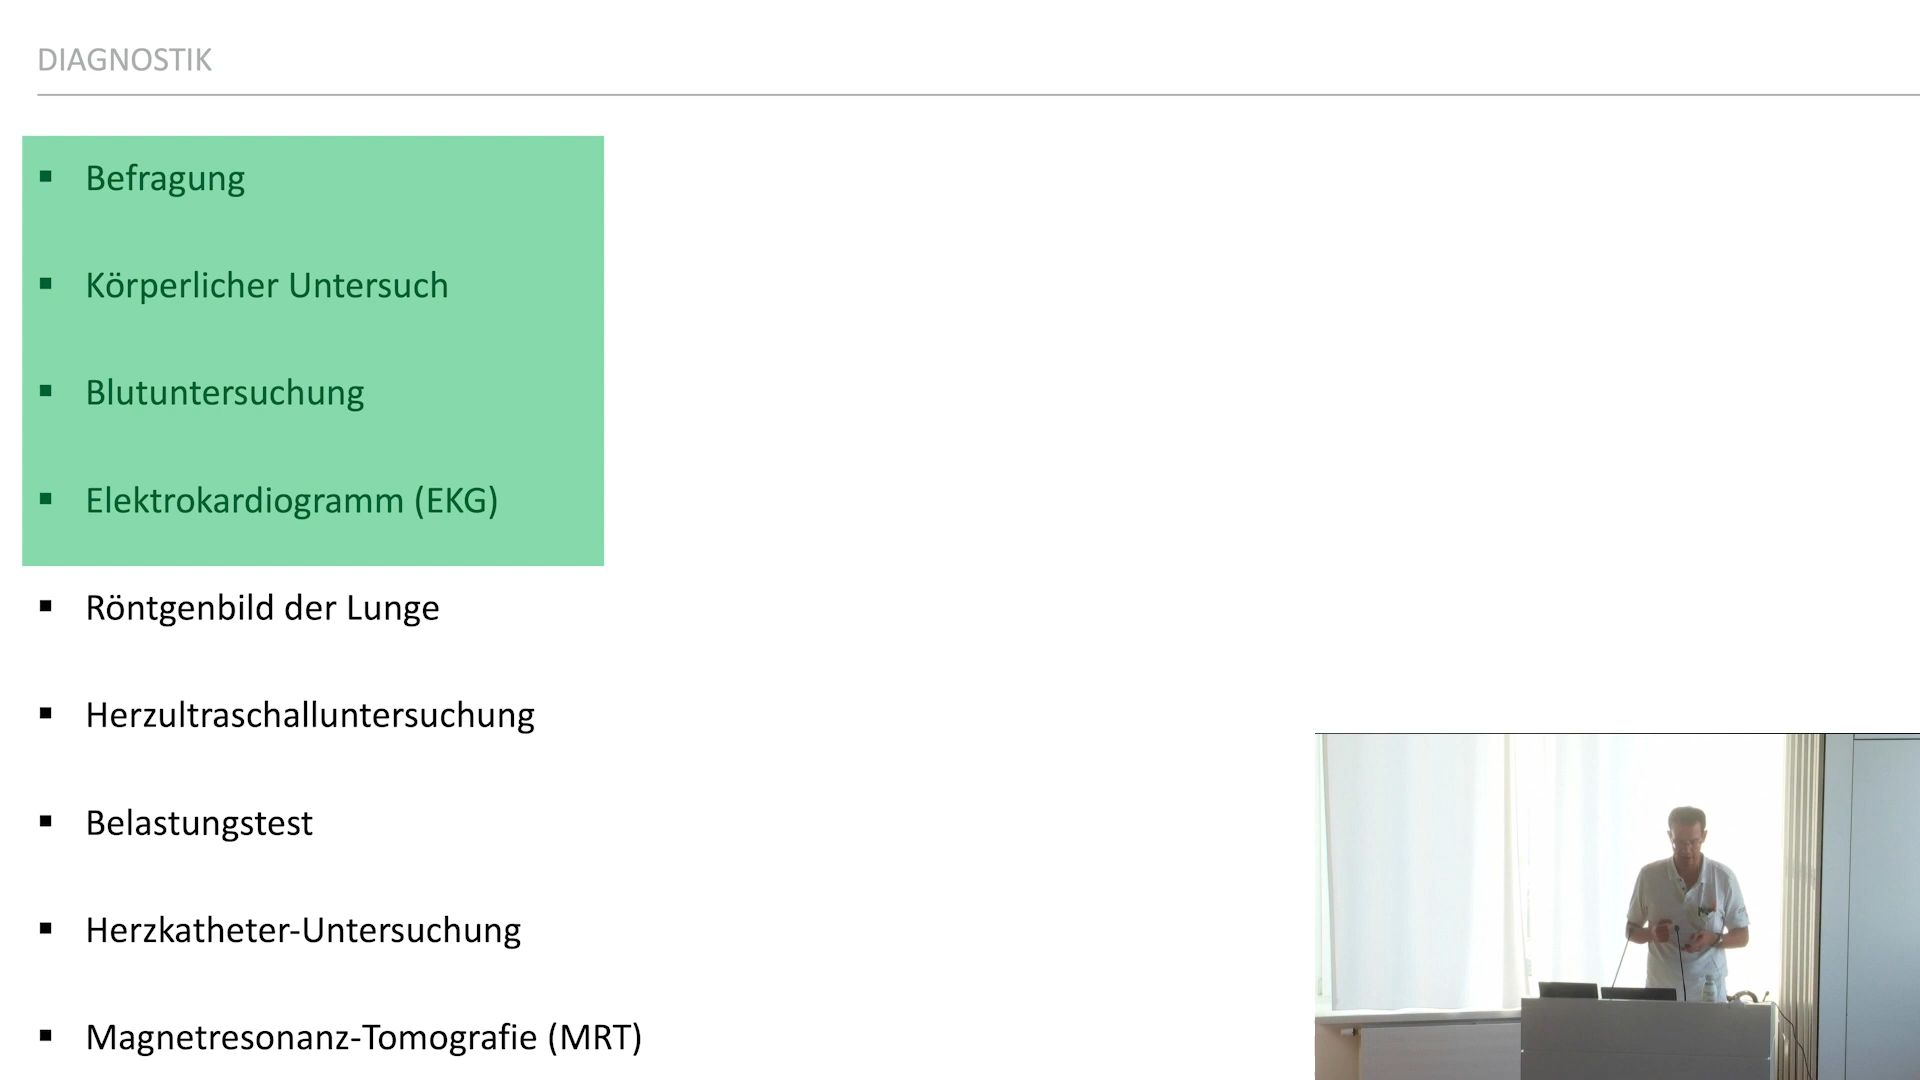 DIAGNOSTIK
▪ Befragung
▪ Körperlicher Untersuch
▪ Blutuntersuchung
▪ Elektrokardiogramm (EKG)
▪ Röntgenbild der Lunge
▪ Herzultraschalluntersuchung
▪ Belastungstest
▪ Herzkatheter-Untersuchung
▪ Magnetresonanz-Tomografie (MRT)